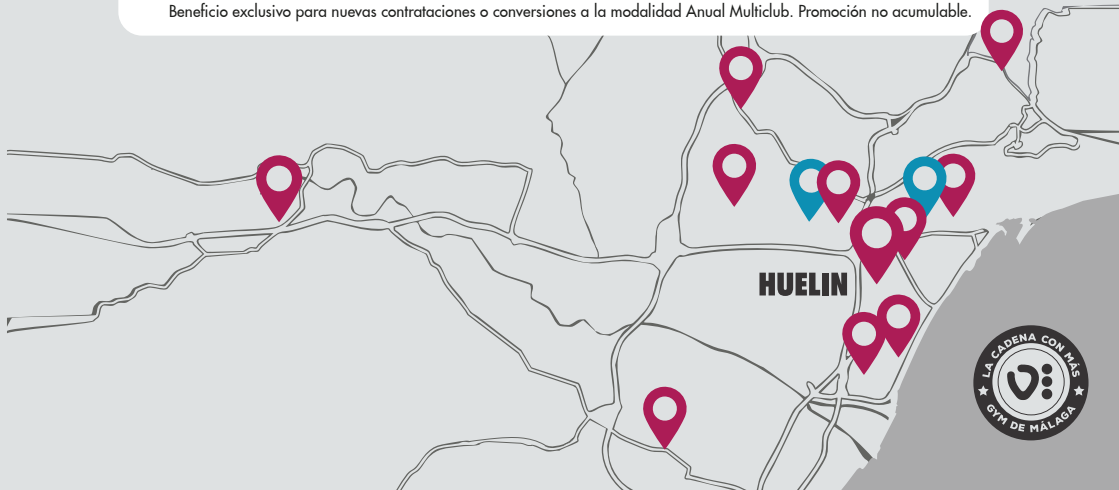 Beneficio exclusivo para nuevas contrataciones o conversiones a la modalidad Anual Multiclub. Promoción no acumulable.
HUELIN
LA CADENA CON MÁS
GYM DE MÁLAGA